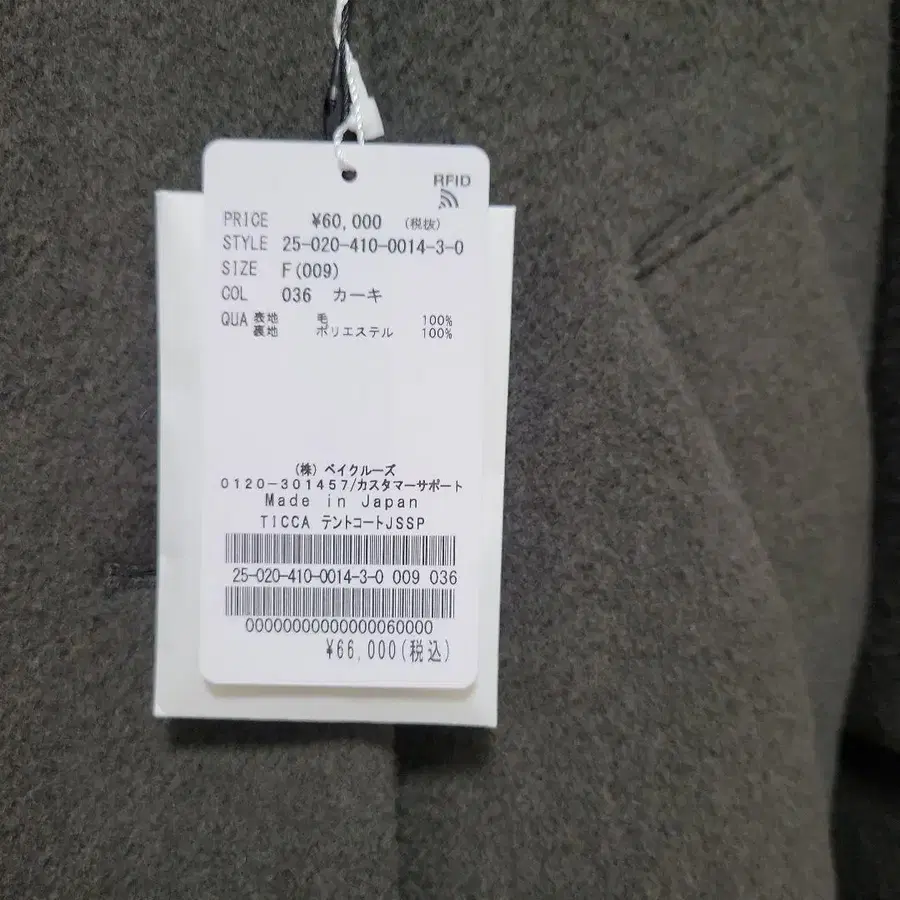 RFID
PRICE ¥60,000 (税抜)
STYLE 25-020-410-0014-3-0
SIZE F(009)
COL 036 カーキ
QUA 表地 毛 100%
裏地 ポリエステル 100%
(株) ベイクルーズ
0120-301457/カスタマーサポート
Made in Japan
TICCA テントコートJSSP
25-020-410-0014-3-0 009 036
00000000000000060000
¥66,000(税込)